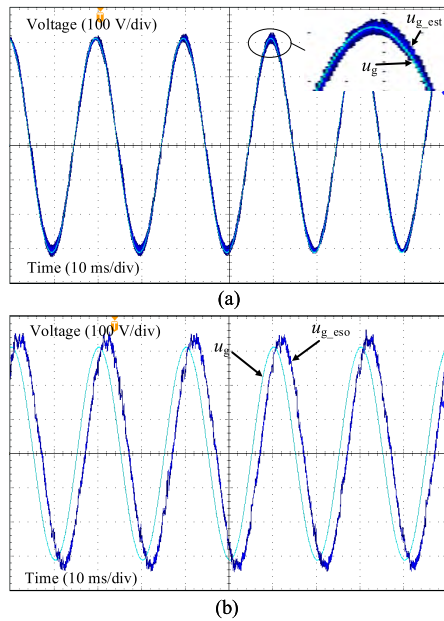 Voltage (100 V/div)
u_g_est
u_g
Time (10 ms/div)
(a)
Voltage (100 V/div)
u_g_eso
u_g
Time (10 ms/div)
(b)